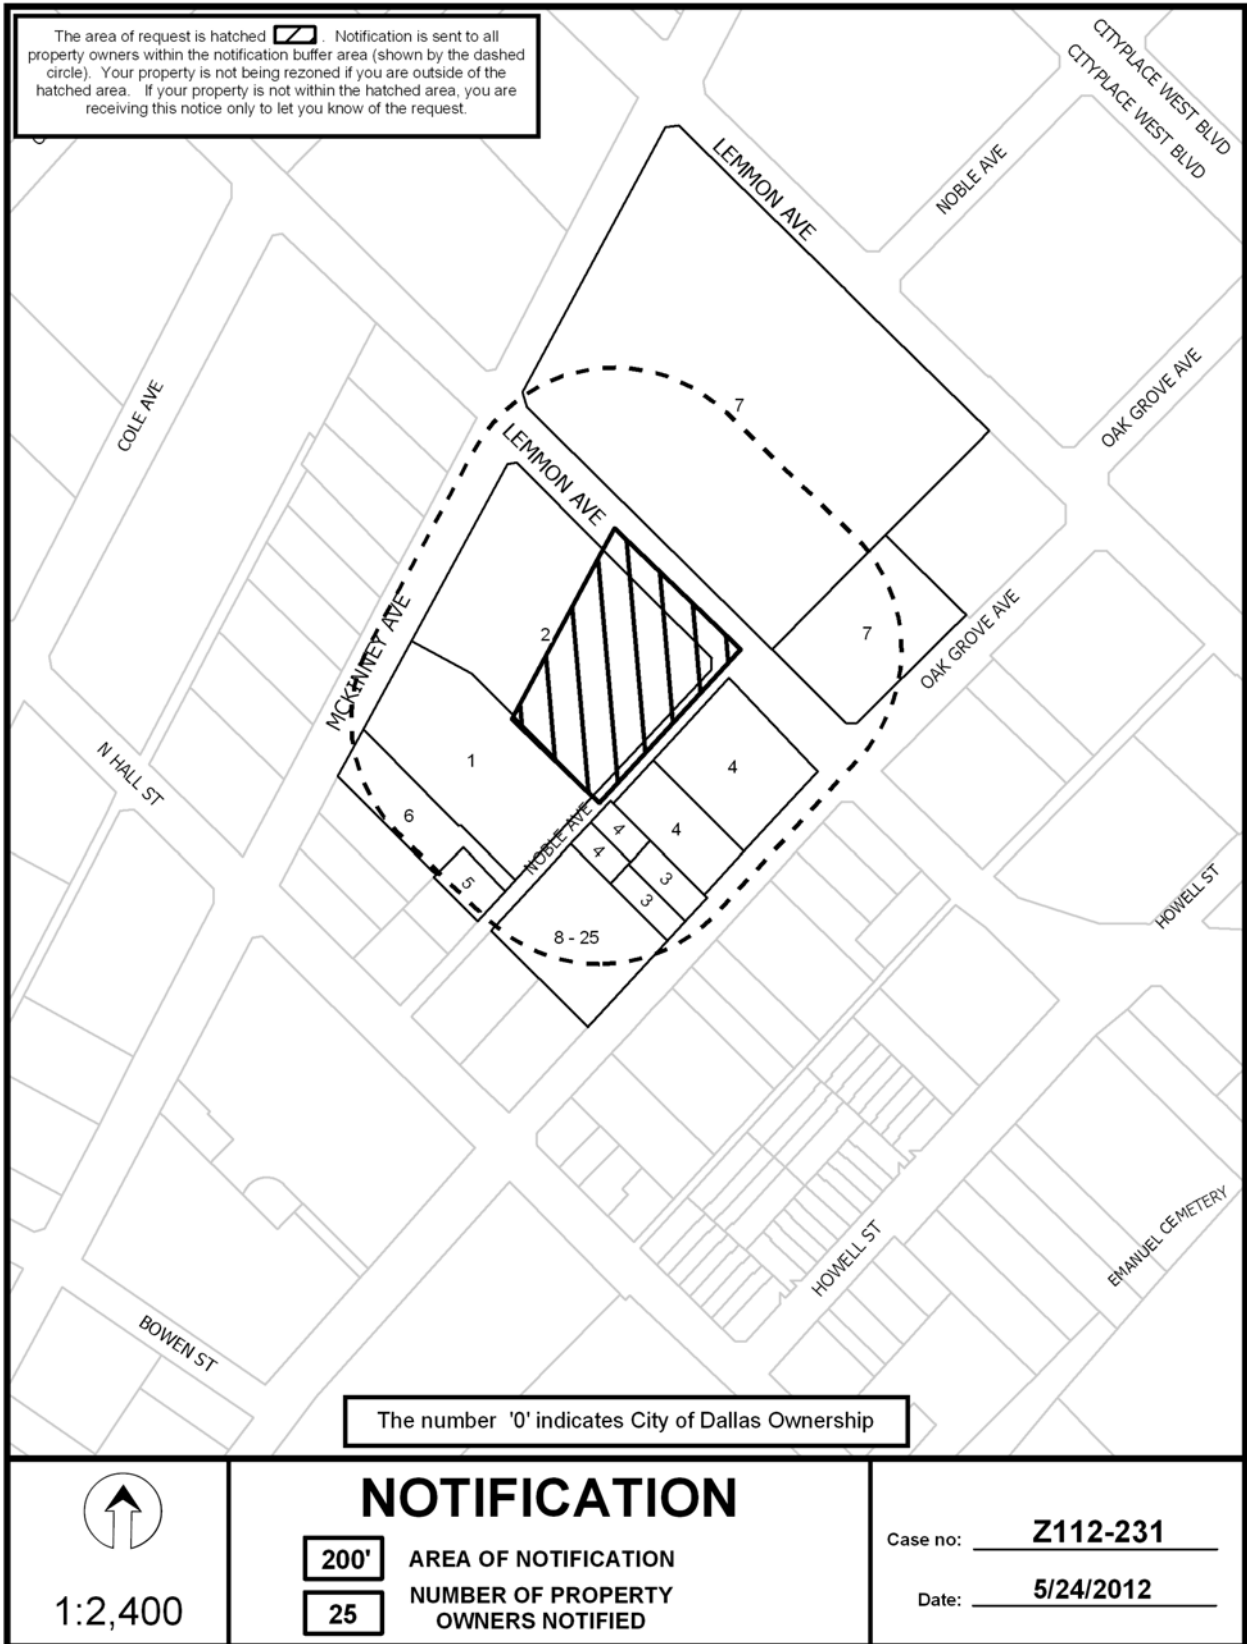 The area of request is hatched . Notification is sent to all
property owners within the notification buffer area (shown by the dashed
circle). Your property is not being rezoned if you are outside of the
hatched area. If your property is not within the hatched area, you are
receiving this notice only to let you know of the request.
CITYPLACE WEST BLVD
CITYPLACE WEST BLVD
LEMMON AVE
NOBLE AVE
OAK GROVE AVE
COLE AVE
7
LEMMON AVE
MCKINNEY AVE
2
7
OAK GROVE AVE
N HALL ST
1
4
6
NOBLE AVE
4
4
4
5
3
3
HOWELL ST
8 - 25
HOWELL ST
EMANUEL CEMETERY
BOWEN ST
The number '0' indicates City of Dallas Ownership
1:2,400
NOTIFICATION
200' AREA OF NOTIFICATION
25 NUMBER OF PROPERTY
OWNERS NOTIFIED
Case no: Z112-231
Date: 5/24/2012